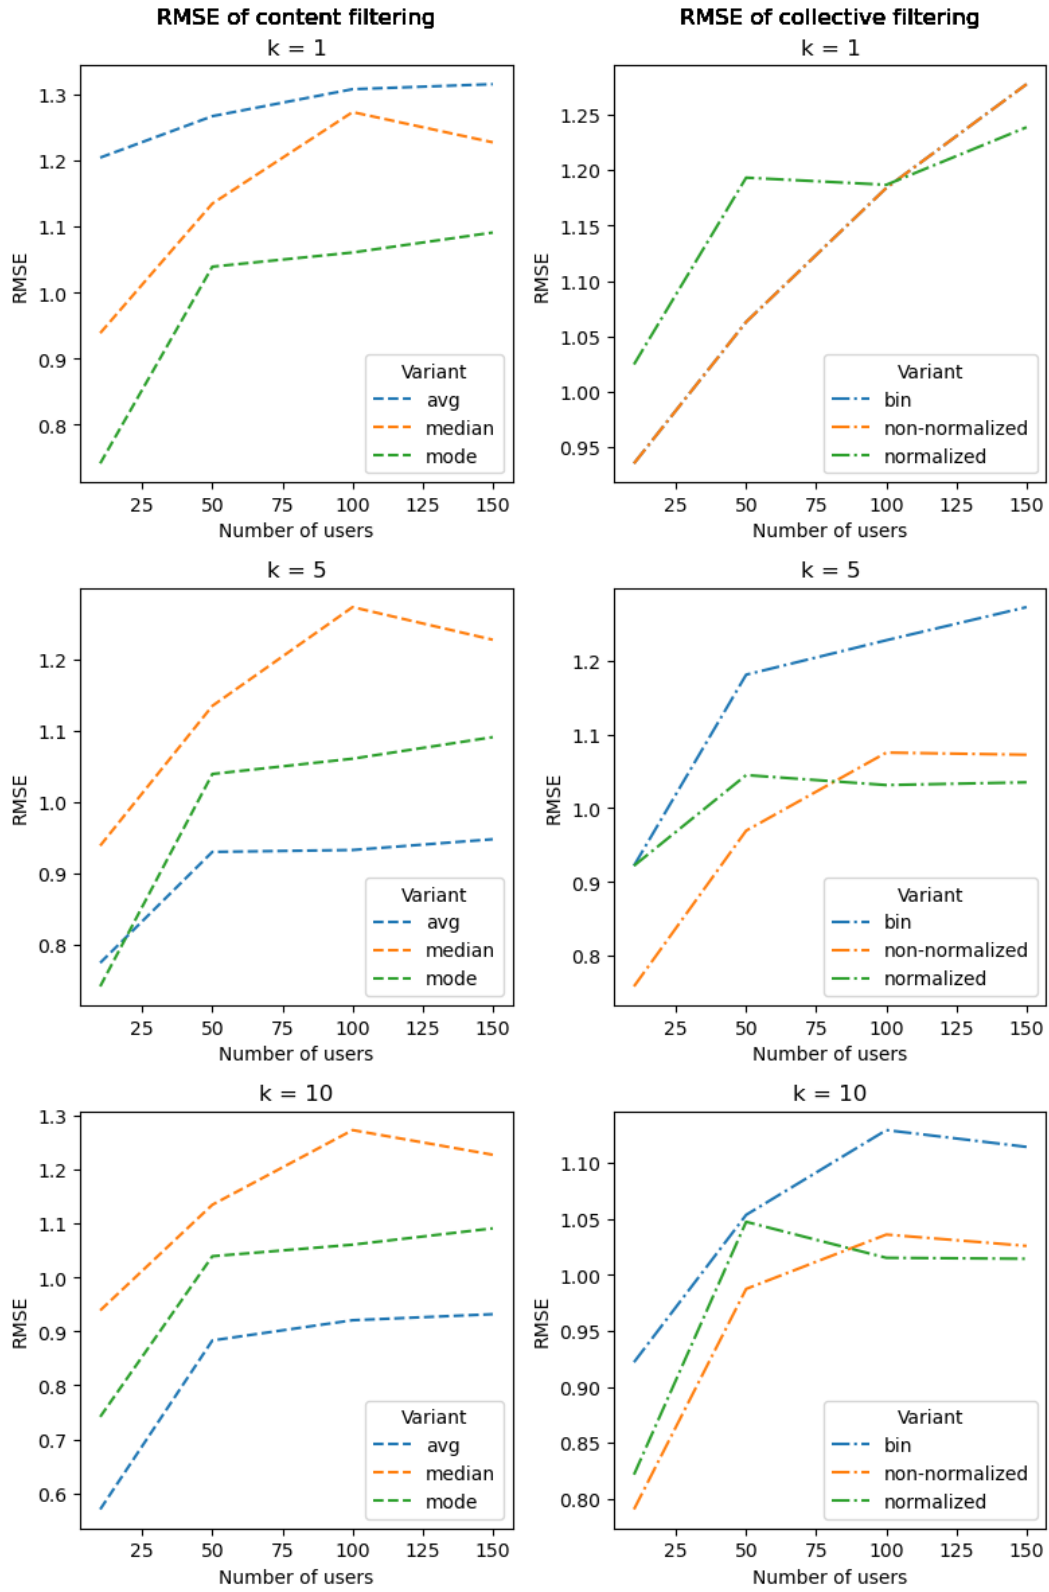 RMSE of content filtering
k = 1
1.3
1.2
1.1
1.0
0.9
0.8
RMSE
25 50 75 100 125 150
Number of users
Variant
avg
median
mode
RMSE of collective filtering
k = 1
1.25
1.20
1.15
1.10
1.05
1.00
0.95
RMSE
25 50 75 100 125 150
Number of users
Variant
bin
non-normalized
normalized
k = 5
1.2
1.1
1.0
0.9
0.8
RMSE
25 50 75 100 125 150
Number of users
Variant
avg
median
mode
k = 5
1.2
1.1
1.0
0.9
0.8
RMSE
25 50 75 100 125 150
Number of users
Variant
bin
non-normalized
normalized
k = 10
1.3
1.2
1.1
1.0
0.9
0.8
0.7
0.6
RMSE
25 50 75 100 125 150
Number of users
Variant
avg
median
mode
k = 10
1.10
1.05
1.00
0.95
0.90
0.85
0.80
RMSE
25 50 75 100 125 150
Number of users
Variant
bin
non-normalized
normalized